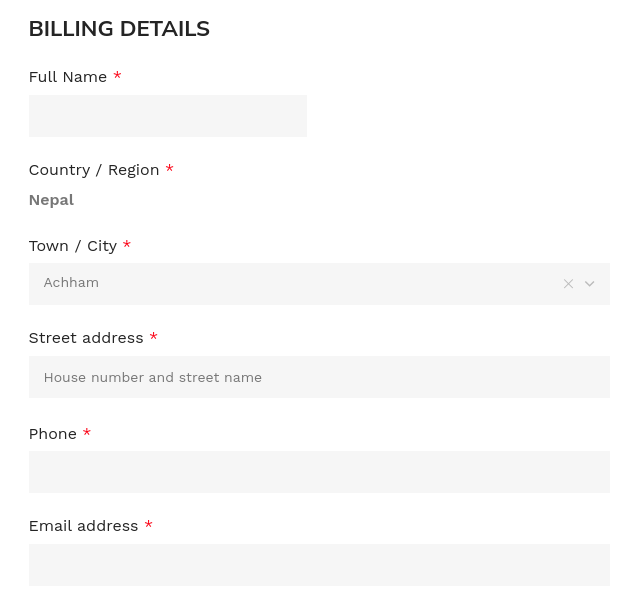 BILLING DETAILS
Full Name *
Country / Region *
Nepal
Town / City *
Achham
Street address *
House number and street name
Phone *
Email address *